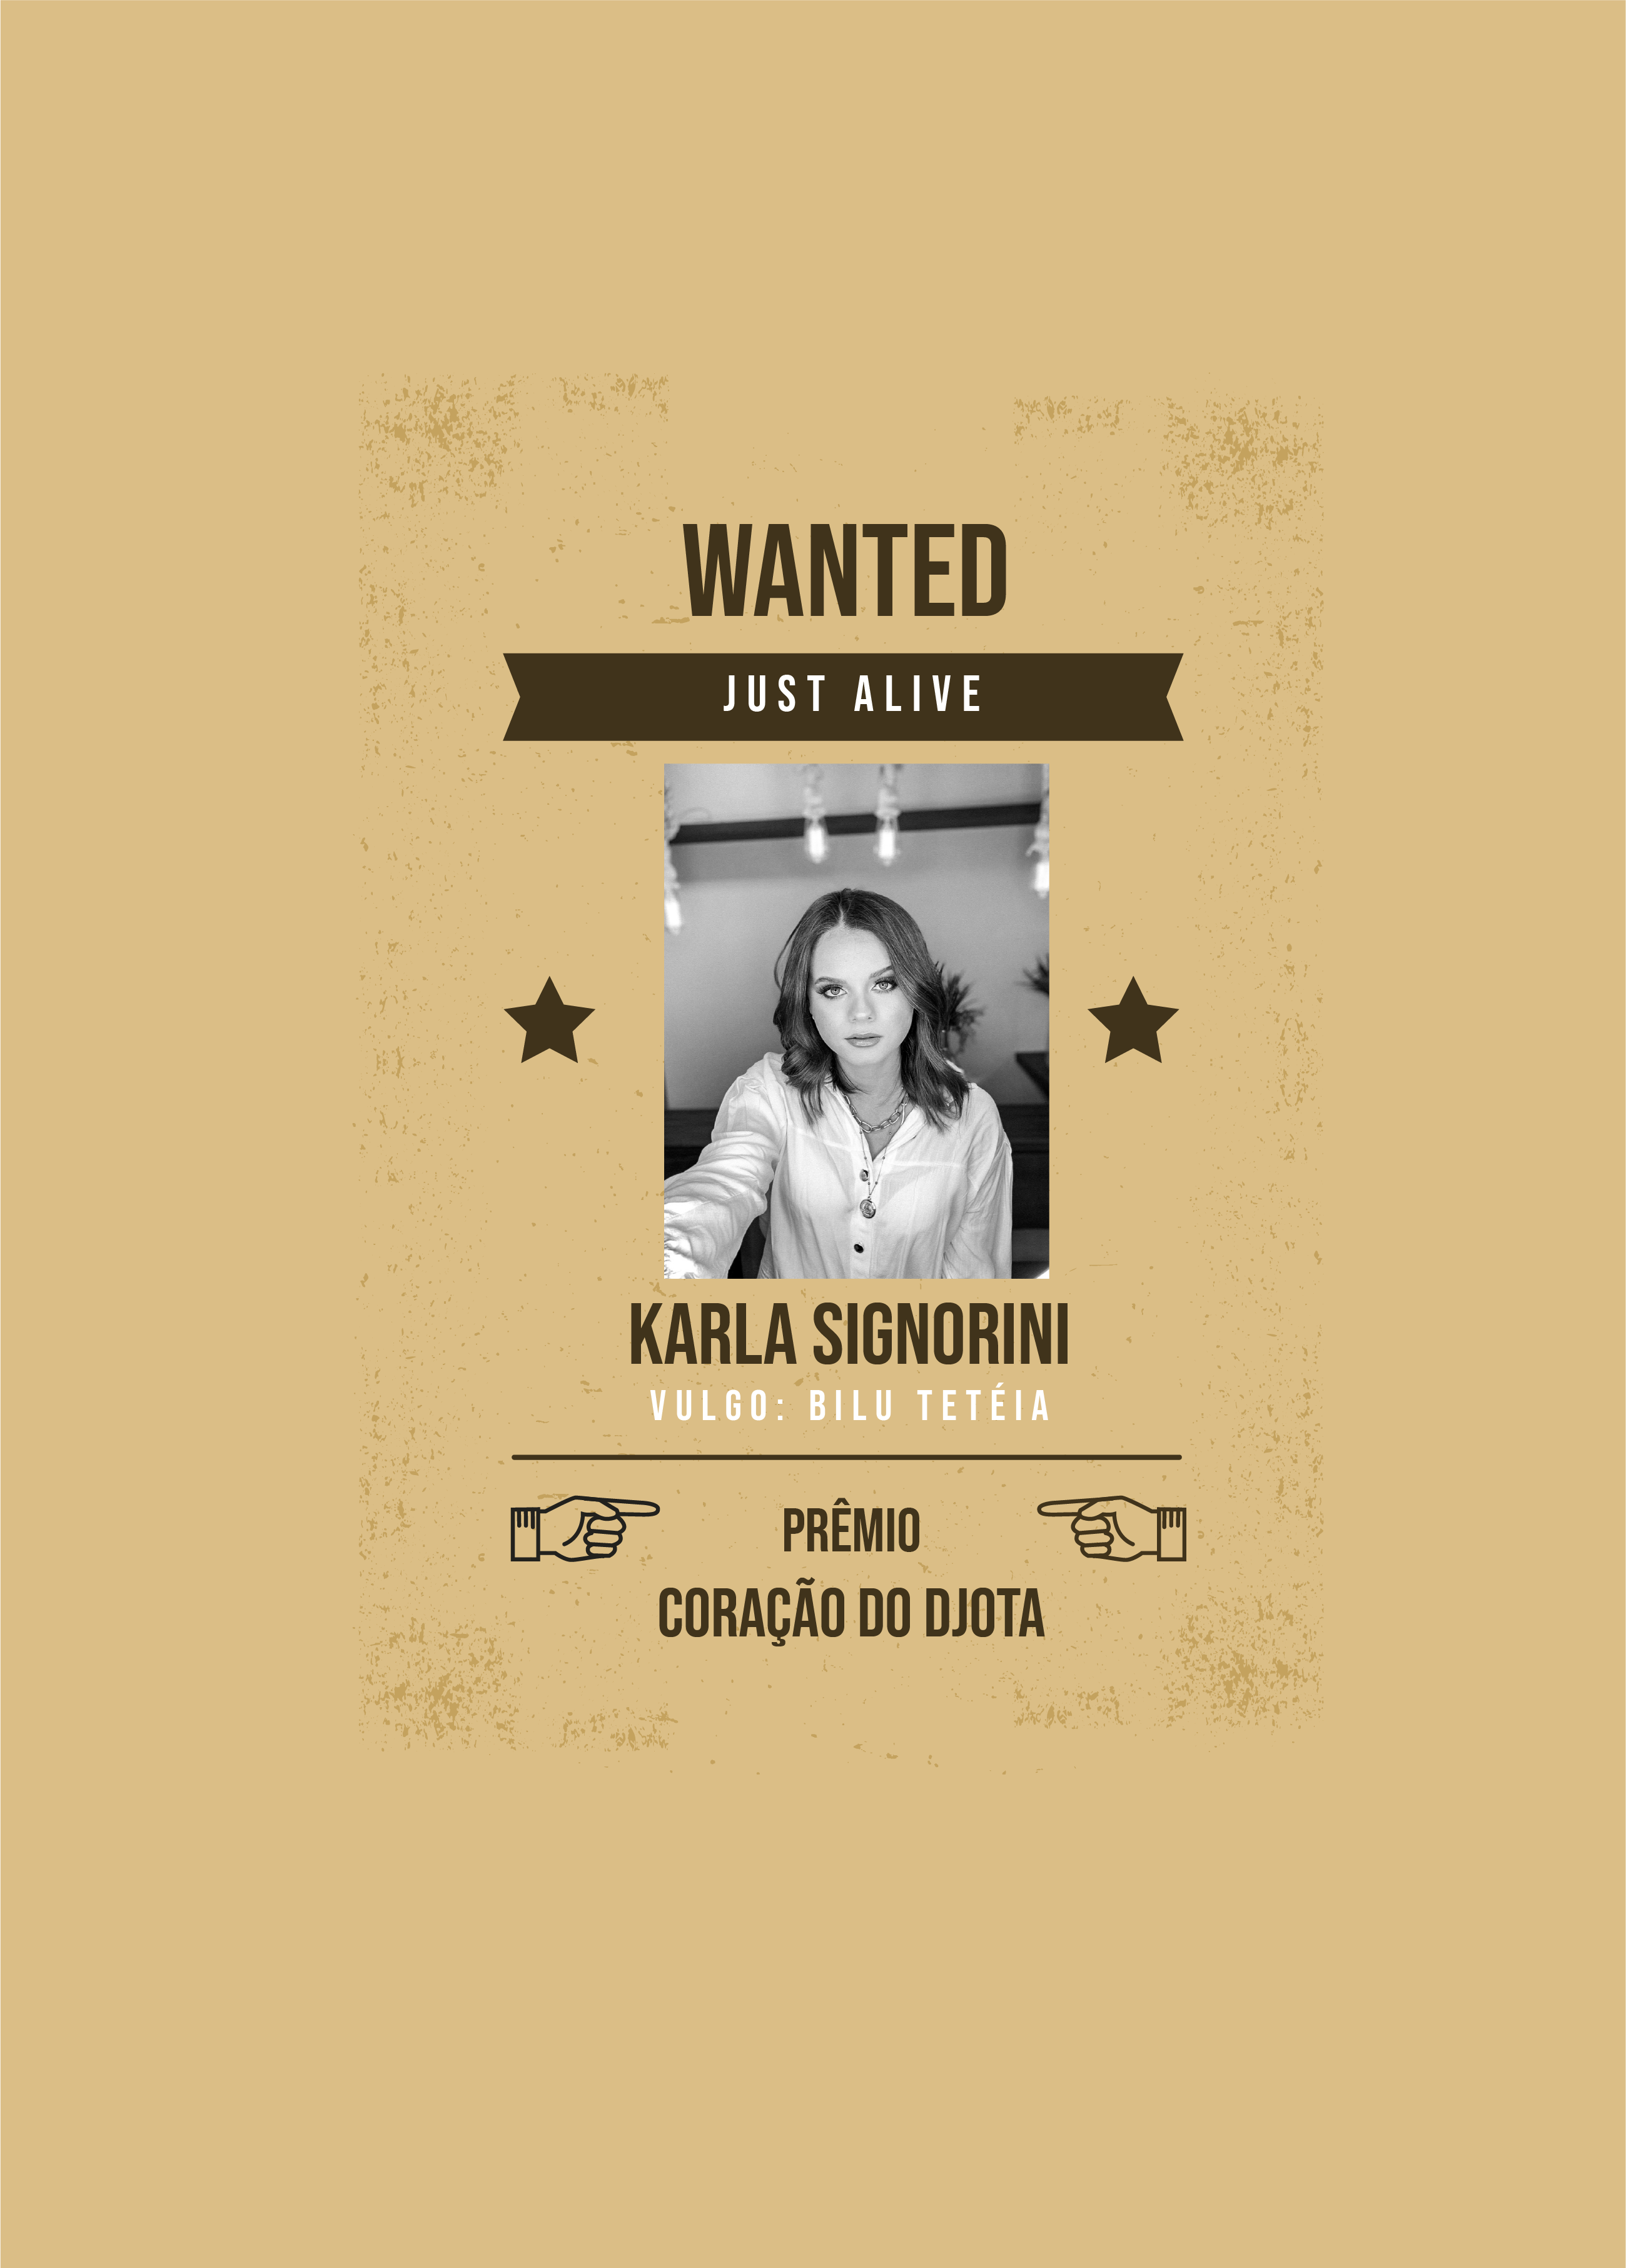 WANTED
JUST ALIVE
KARLA SIGNORINI
VULGO: BILU TETÉIA
PRÊMIO
CORAÇÃO DO DJOTA